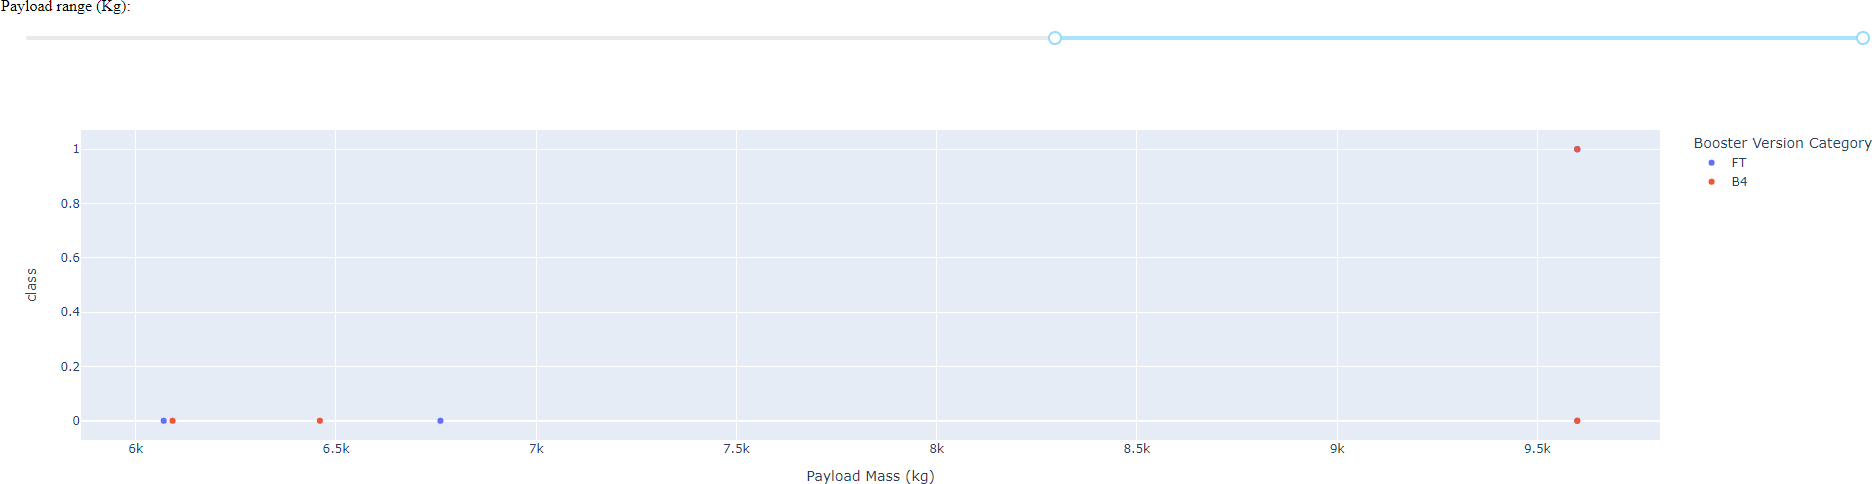 Payload range (Kg):
Booster Version Category
FT
B4
1
0.8
0.6
0.4
0.2
0
class
6k
6.5k
7k
7.5k
8k
8.5k
9k
9.5k
Payload Mass (kg)